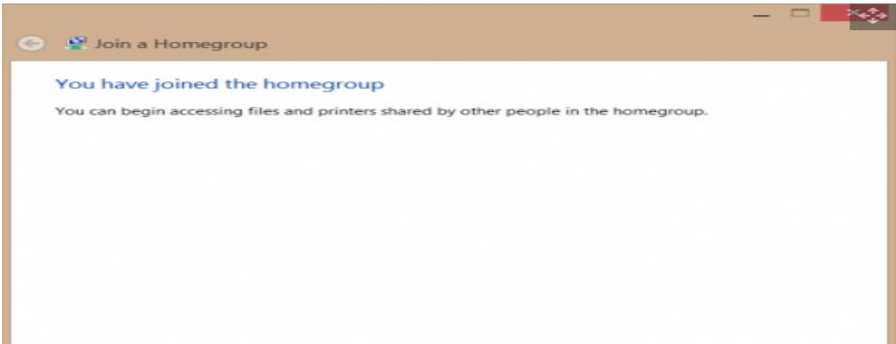 Join a Homegroup
You have joined the homegroup
You can begin accessing files and printers shared by other people in the homegroup.